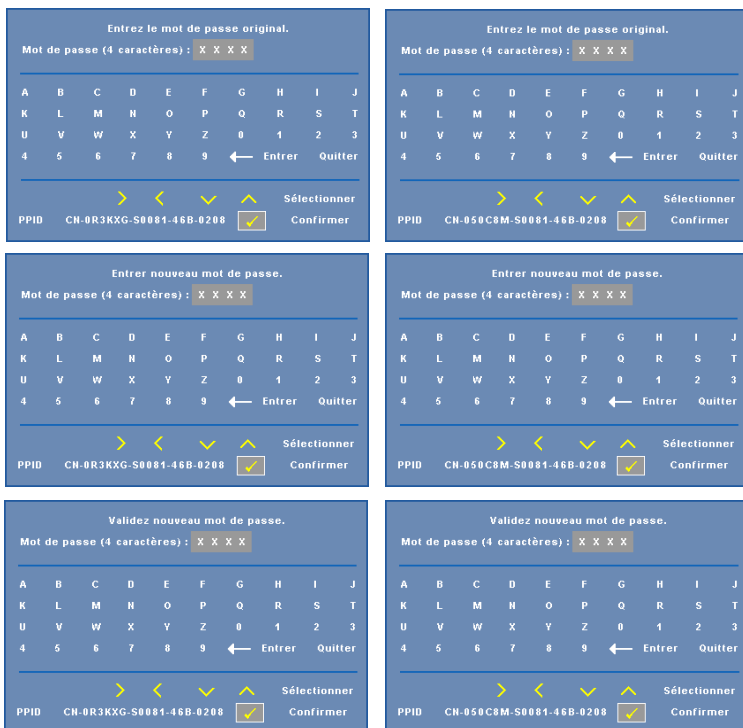 Entrez le mot de passe original.
Mot de passe (4 caractères) : X X X X
A B C D E F G H I J
K L M N O P Q R S T
U V W X Y Z 0 1 2 3
4 5 6 7 8 9 Entrer Quitter
Sélectionner
PPID CN-0R3KXG-S0081-46B-0208 Confirmer
Entrez le mot de passe original.
Mot de passe (4 caractères) : X X X X
A B C D E F G H I J
K L M N O P Q R S T
U V W X Y Z 0 1 2 3
4 5 6 7 8 9 Entrer Quitter
Sélectionner
PPID CN-050C8M-S0081-46B-0208 Confirmer
Entrer nouveau mot de passe.
Mot de passe (4 caractères) : X X X X
A B C D E F G H I J
K L M N O P Q R S T
U V W X Y Z 0 1 2 3
4 5 6 7 8 9 Entrer Quitter
Sélectionner
PPID CN-0R3KXG-S0081-46B-0208 Confirmer
Entrer nouveau mot de passe.
Mot de passe (4 caractères) : X X X X
A B C D E F G H I J
K L M N O P Q R S T
U V W X Y Z 0 1 2 3
4 5 6 7 8 9 Entrer Quitter
Sélectionner
PPID CN-050C8M-S0081-46B-0208 Confirmer
Validez nouveau mot de passe.
Mot de passe (4 caractères) : X X X X
A B C D E F G H I J
K L M N O P Q R S T
U V W X Y Z 0 1 2 3
4 5 6 7 8 9 Entrer Quitter
Sélectionner
PPID CN-0R3KXG-S0081-46B-0208 Confirmer
Validez nouveau mot de passe.
Mot de passe (4 caractères) : X X X X
A B C D E F G H I J
K L M N O P Q R S T
U V W X Y Z 0 1 2 3
4 5 6 7 8 9 Entrer Quitter
Sélectionner
PPID CN-050C8M-S0081-46B-0208 Confirmer